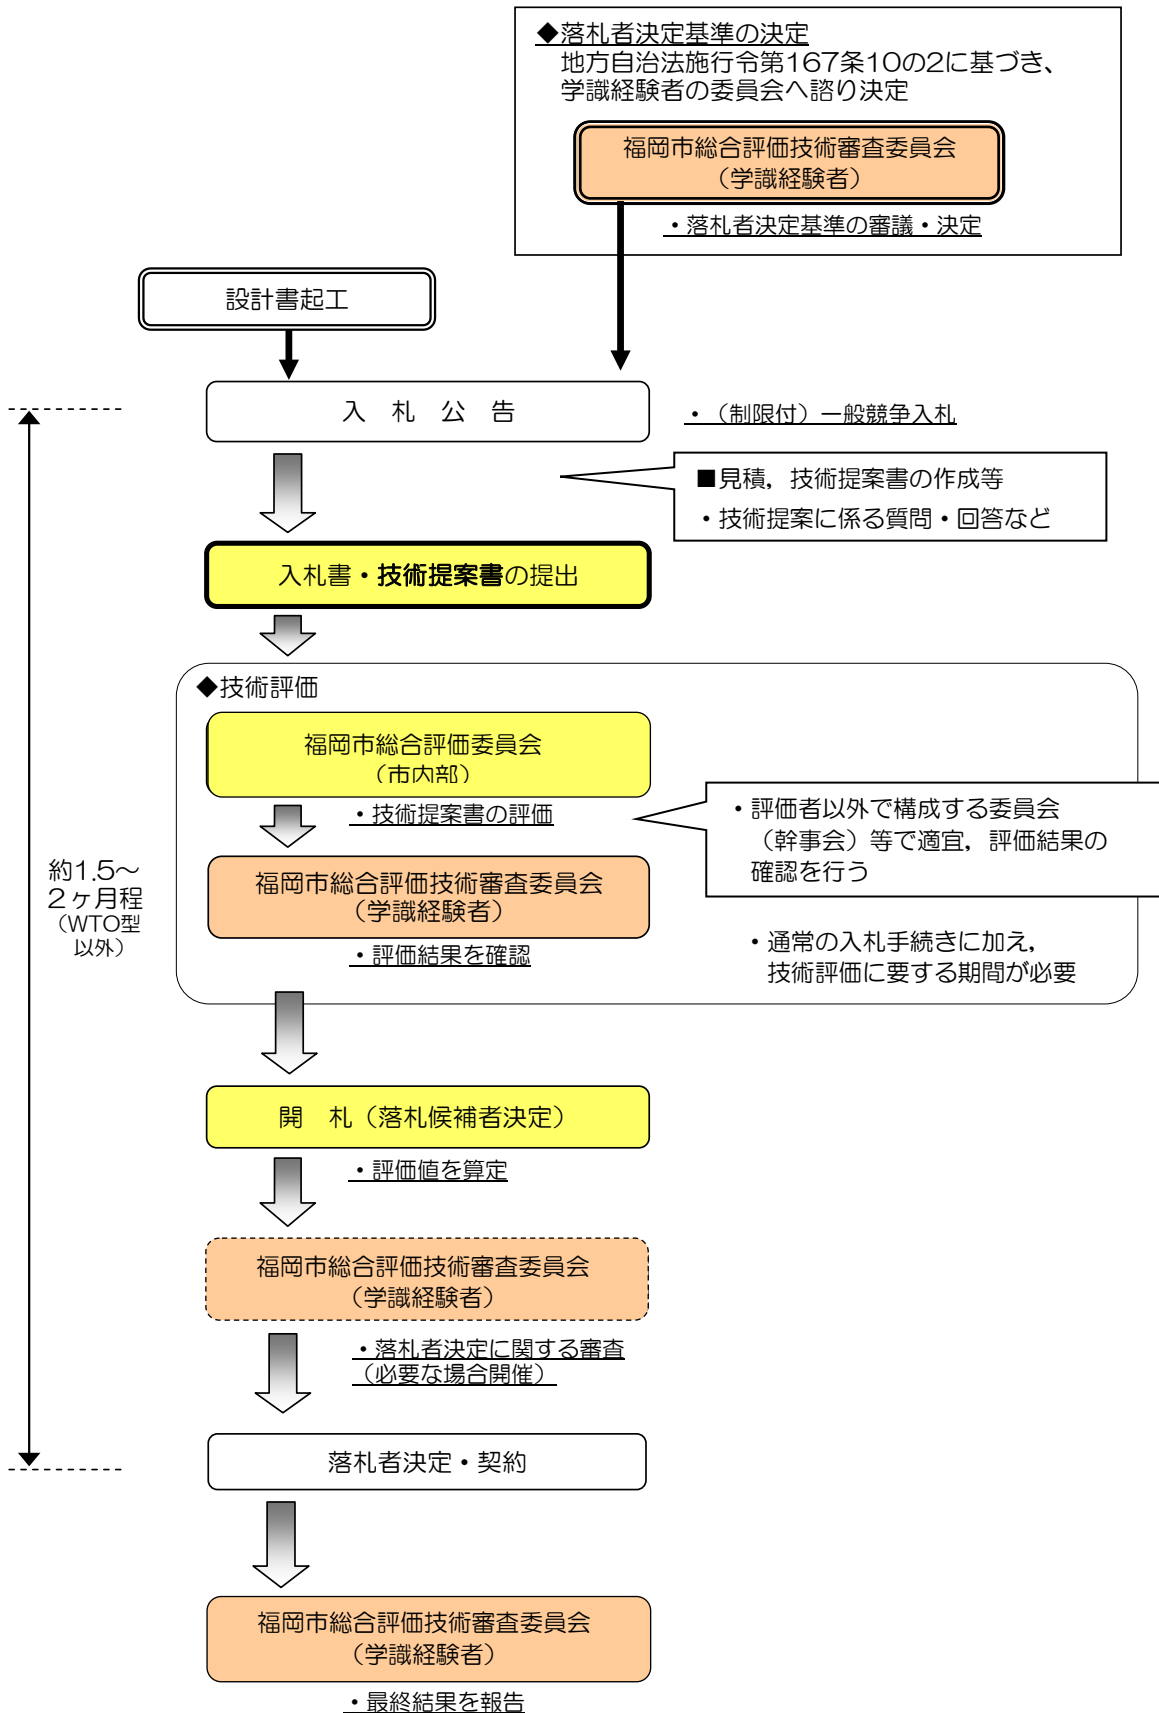 ◆落札者決定基準の決定
地方自治法施行令第167条10の2に基づき、
学識経験者の委員会へ諮り決定
福岡市総合評価技術審査委員会
（学識経験者）
・落札者決定基準の審議・決定
設計書起工
入　札　公　告
・（制限付）一般競争入札
■見積，技術提案書の作成等
・技術提案に係る質問・回答など
入札書・技術提案書の提出
◆技術評価
福岡市総合評価委員会
（市内部）
・技術提案書の評価
・評価者以外で構成する委員会
（幹事会）等で適宜，評価結果の
確認を行う
福岡市総合評価技術審査委員会
（学識経験者）
・評価結果を確認
・通常の入札手続きに加え，
技術評価に要する期間が必要
約1.5～
2ヶ月程
（WTO型
以外）
開　札（落札候補者決定）
・評価値を算定
福岡市総合評価技術審査委員会
（学識経験者）
・落札者決定に関する審査
（必要な場合開催）
落札者決定・契約
福岡市総合評価技術審査委員会
（学識経験者）
・最終結果を報告